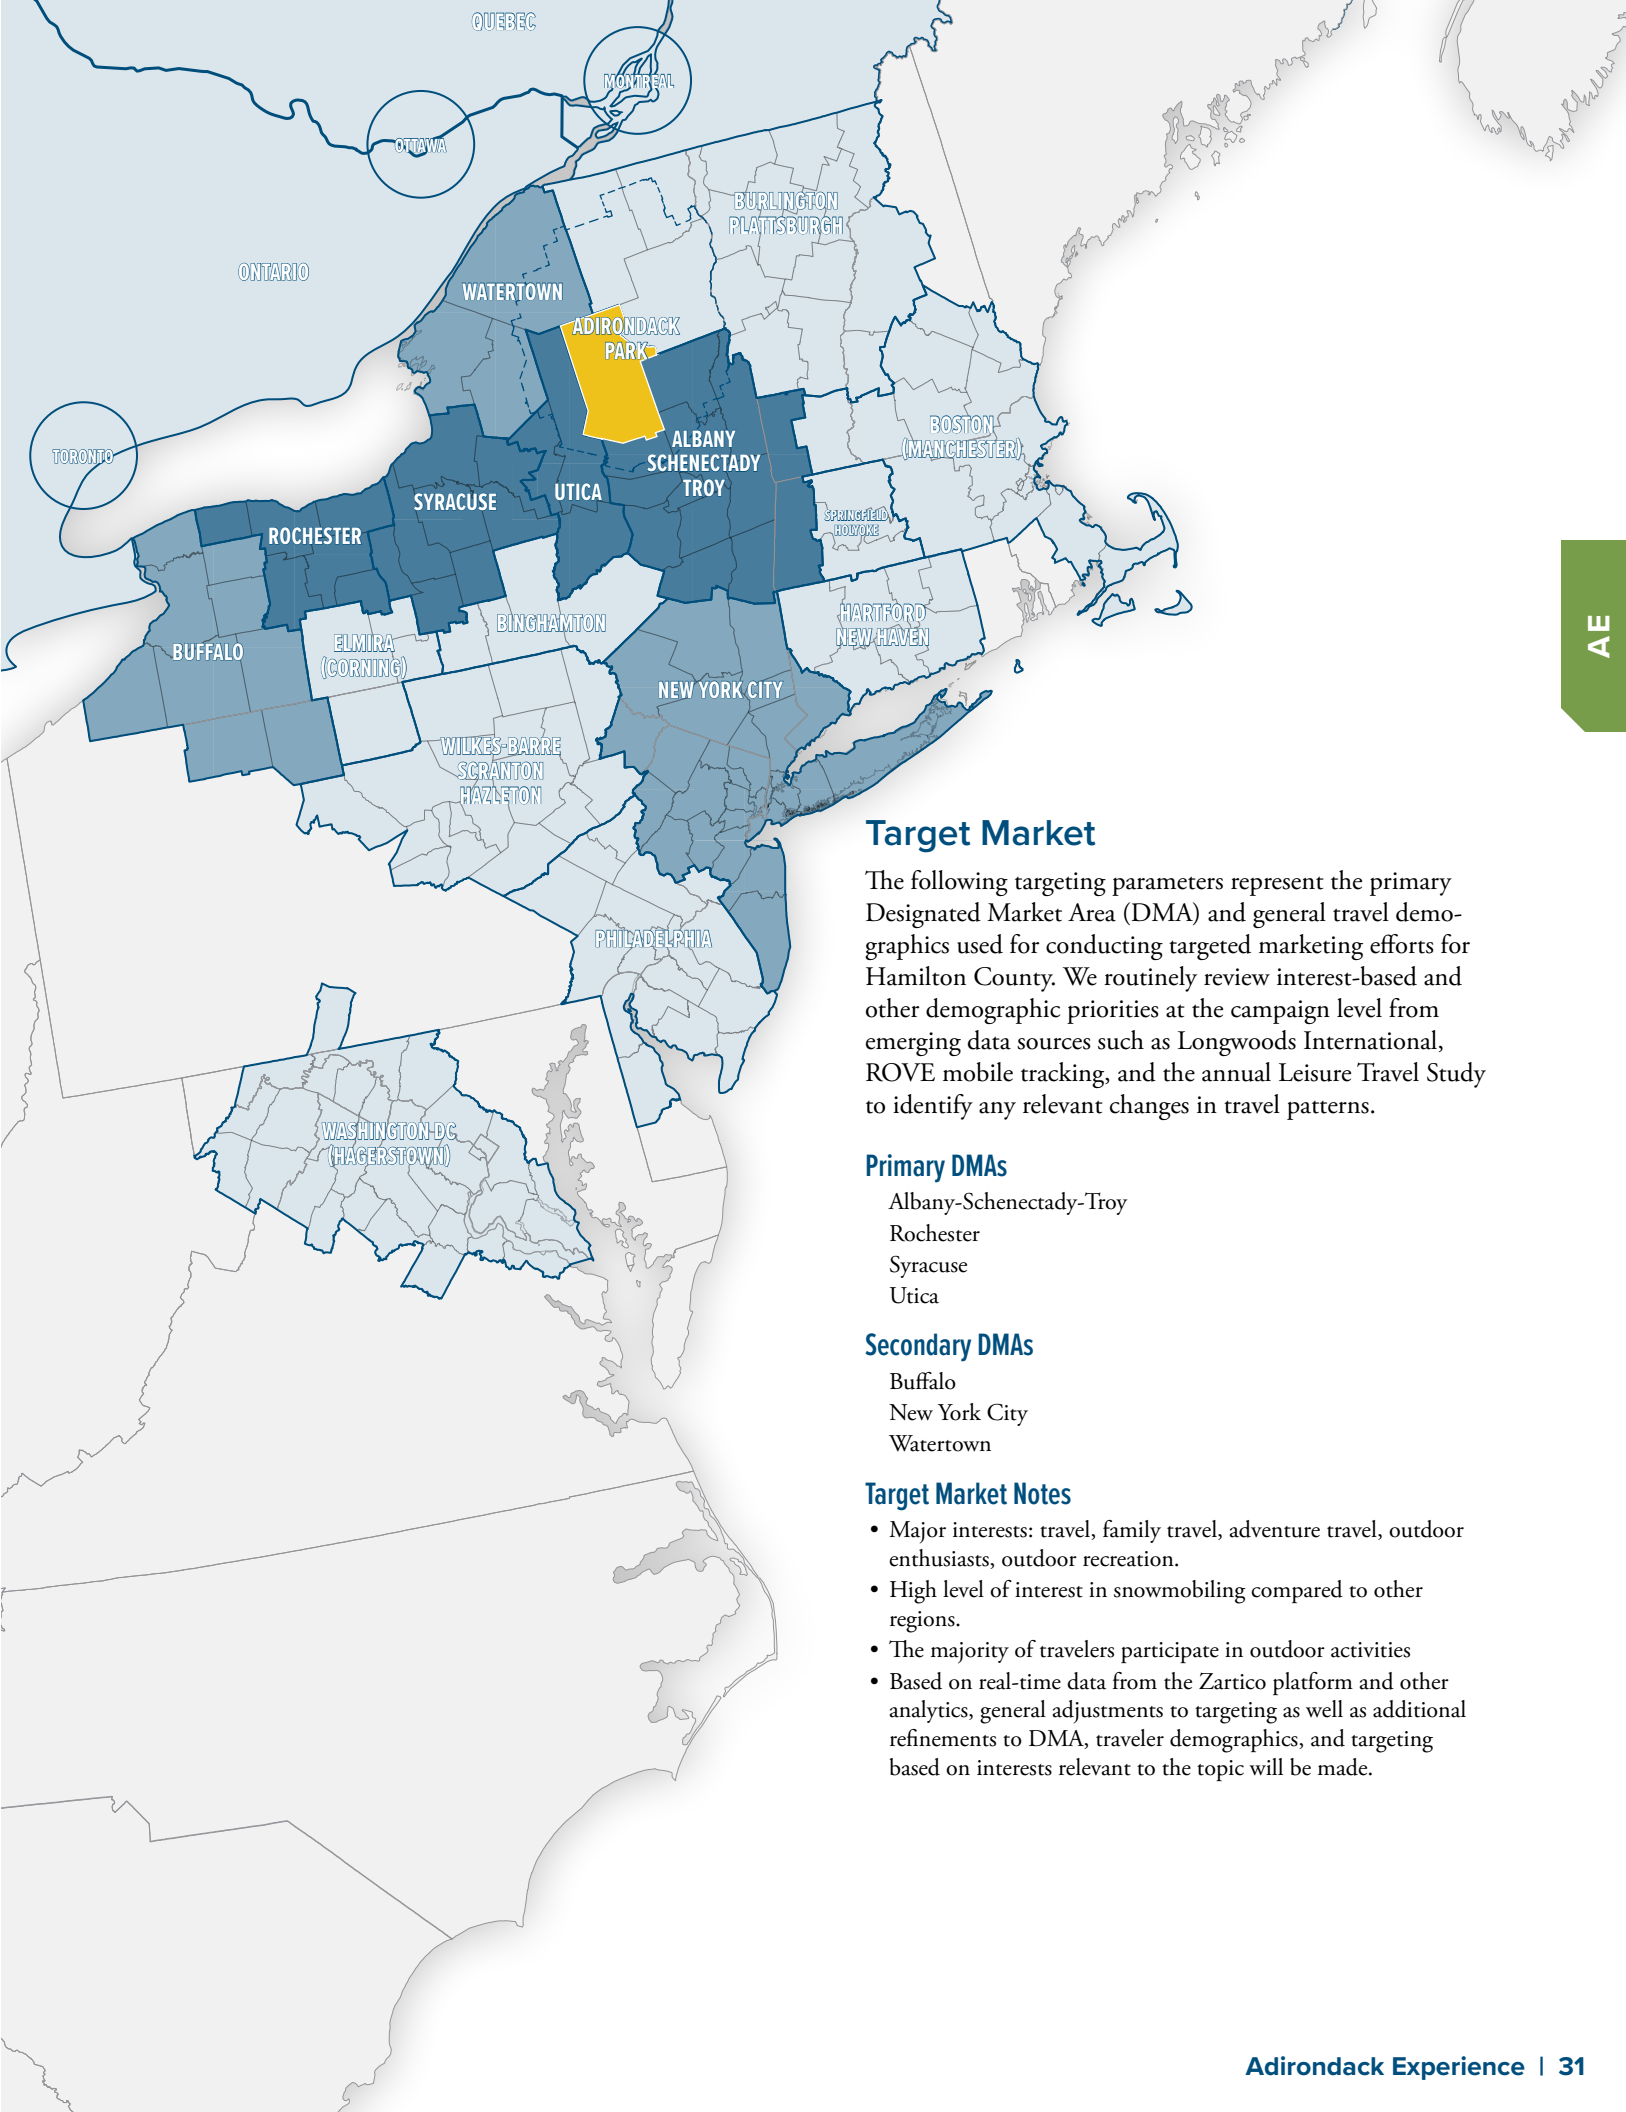 QUEBEC
MONTREAL
OTTAWA
BURLINGTON
PLATTSBURGH
ONTARIO
WATERTOWN
ADIRONDACK
PARK
TORONTO
BOSTON
(MANCHESTER)
ALBANY
SCHENECTADY
TROY
UTICA
SYRACUSE
SPRINGFIELD
HOLYOKE
ROCHESTER
HARTFORD
NEW HAVEN
BINGHAMTON
ELMIRA
(CORNING)
BUFFALO
NEW YORK CITY
WILKES-BARRE
SCRANTON
HAZLETON
PHILADELPHIA
WASHINGTON DC
(HAGERSTOWN)
AE
Target Market
The following targeting parameters represent the primary
Designated Market Area (DMA) and general travel demo-
graphics used for conducting targeted marketing efforts for
Hamilton County. We routinely review interest-based and
other demographic priorities at the campaign level from
emerging data sources such as Longwoods International,
ROVE mobile tracking, and the annual Leisure Travel Study
to identify any relevant changes in travel patterns.
Primary DMAs
Albany-Schenectady-Troy
Rochester
Syracuse
Utica
Secondary DMAs
Buffalo
New York City
Watertown
Target Market Notes
• Major interests: travel, family travel, adventure travel, outdoor
enthusiasts, outdoor recreation.
• High level of interest in snowmobiling compared to other
regions.
• The majority of travelers participate in outdoor activities
• Based on real-time data from the Zartico platform and other
analytics, general adjustments to targeting as well as additional
refinements to DMA, traveler demographics, and targeting
based on interests relevant to the topic will be made.
Adirondack Experience | 31